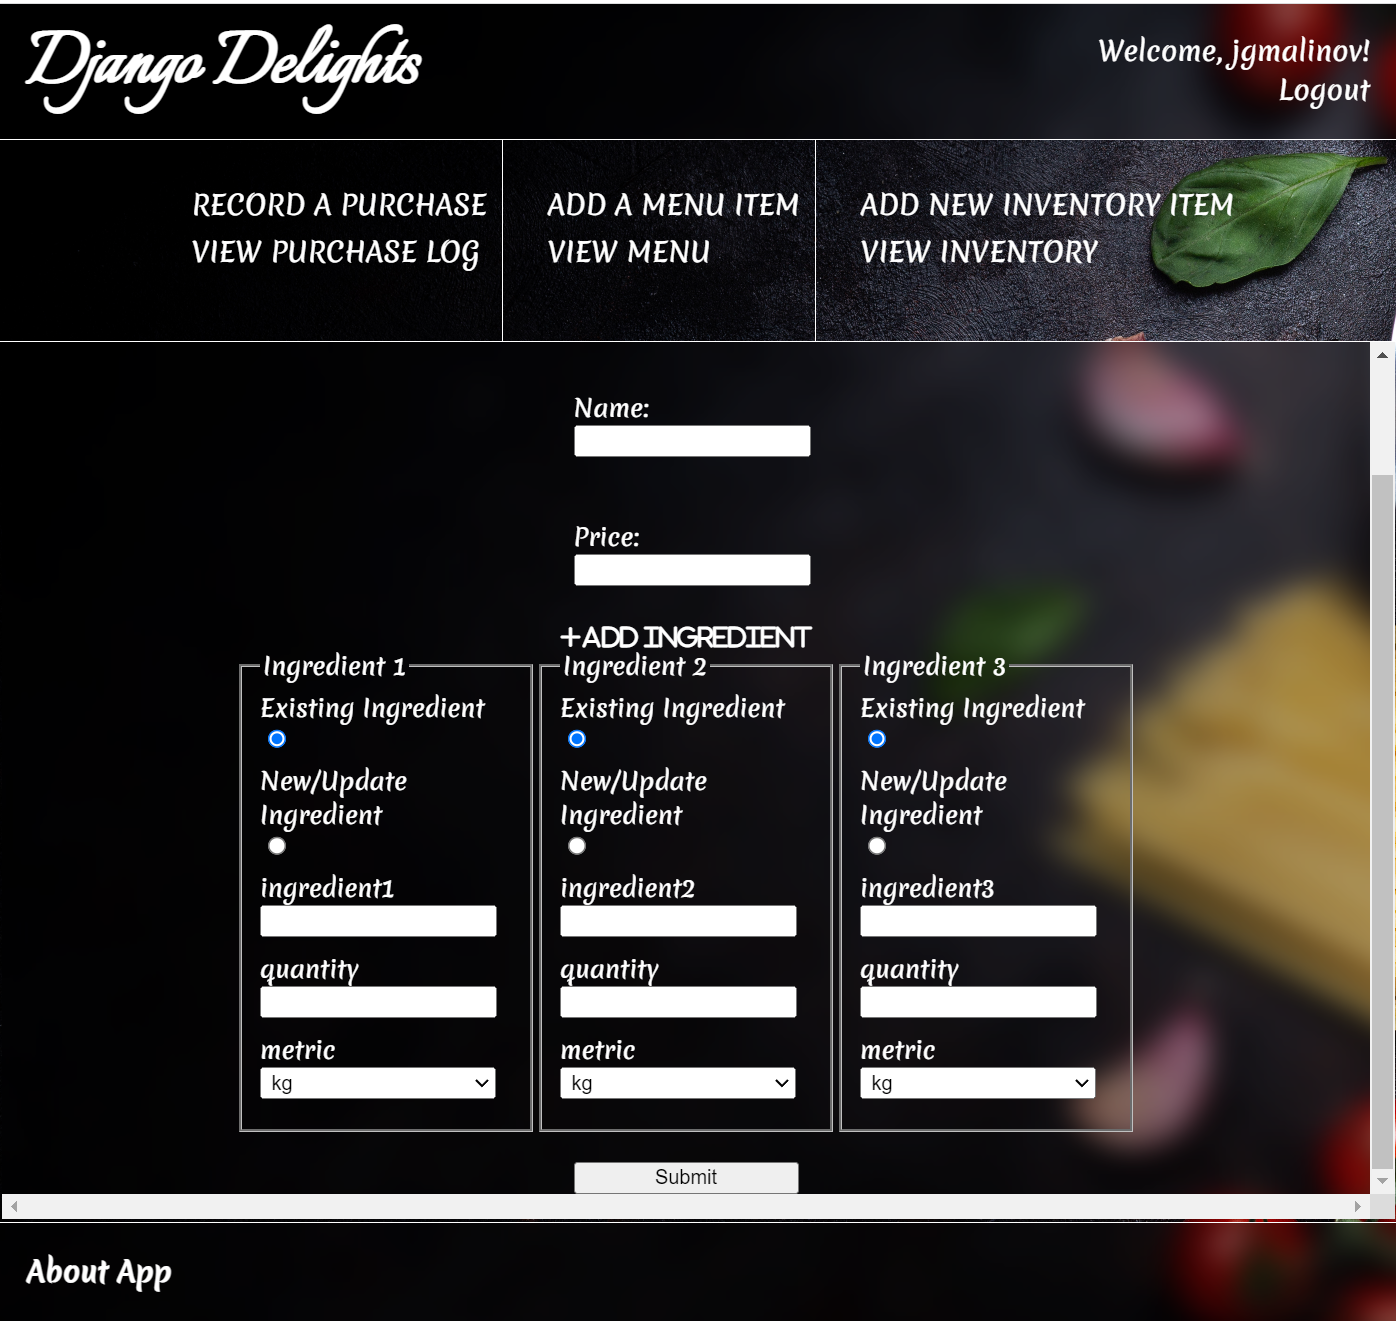 Django Delights
Welcome, jgmalinov!
Logout
RECORD A PURCHASE
VIEW PURCHASE LOG
ADD A MENU ITEM
VIEW MENU
ADD NEW INVENTORY ITEM
VIEW INVENTORY
Name:
Price:
+ADD INGREDIENT
Ingredient 1
Existing Ingredient
New/Update
Ingredient
ingredient1
quantity
metric
kg
Ingredient 2
Existing Ingredient
New/Update
Ingredient
ingredient2
quantity
metric
kg
Ingredient 3
Existing Ingredient
New/Update
Ingredient
ingredient3
quantity
metric
kg
Submit
About App